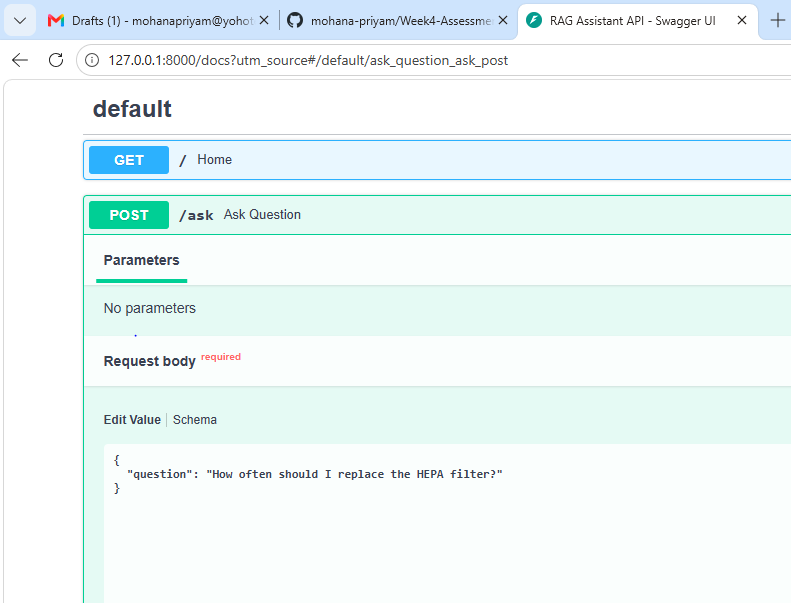 Drafts (1) - mohanapriyam@yohot
mohana-priyam/Week4-Assessme
RAG Assistant API - Swagger UI
127.0.0.1:8000/docs?utm_source#/default/ask_question_ask_post
default
GET / Home
POST /ask Ask Question
Parameters
No parameters
Request body required
Edit Value | Schema
{
"question": "How often should I replace the HEPA filter?"
}